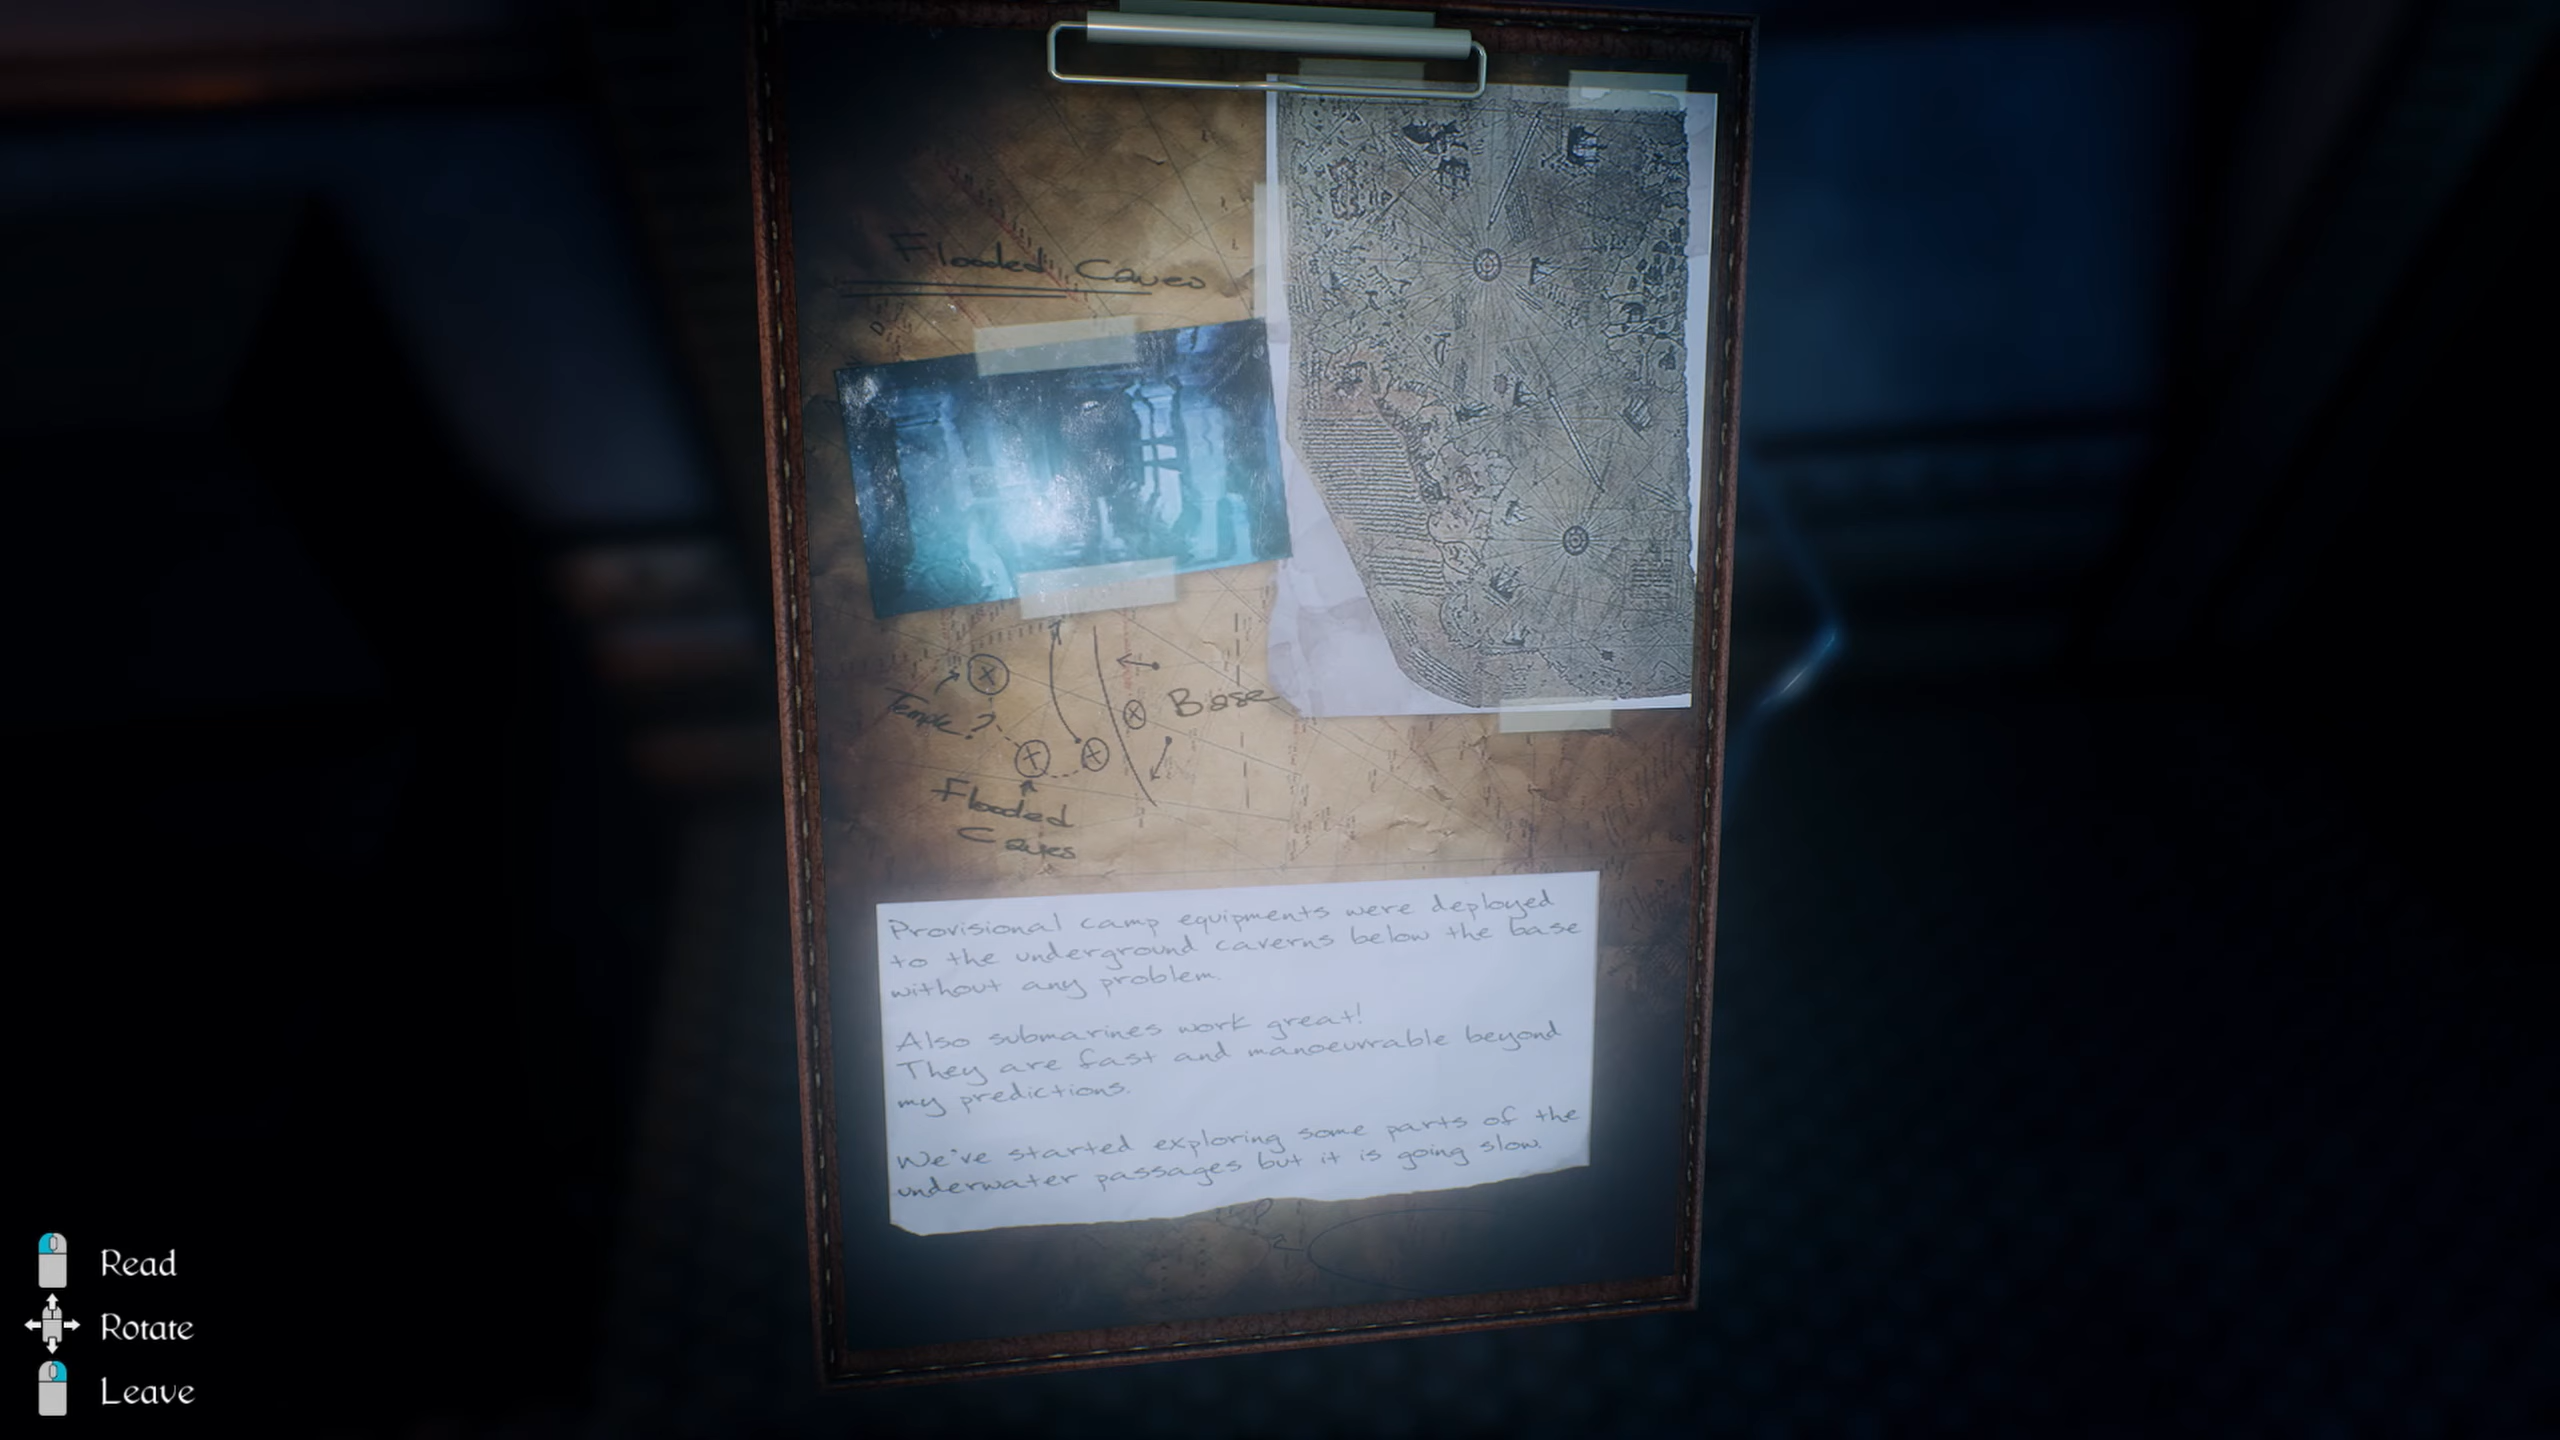 Flooded Caves
Temple?
Base
Flooded
Caves
Provisional camp equipments were deployed
to the underground caverns below the base
without any problem.
Also submarines work great!
They are fast and manoeuvrable beyond
my predictions.
We've started exploring some parts of the
underwater passages but it is going slow.
Read
Rotate
Leave